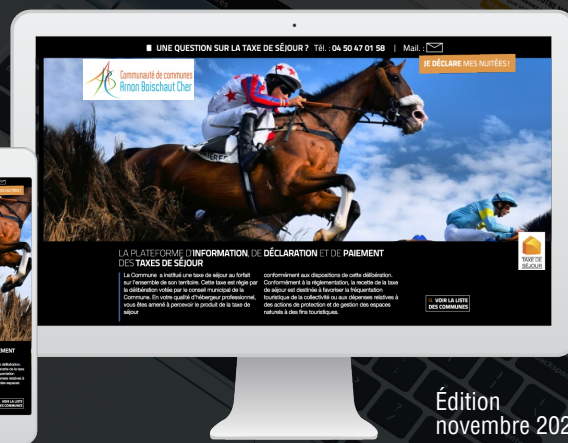 UNE QUESTION SUR LA TAXE DE SÉJOUR ? Tél. : 04 50 47 01 58 | Mail. :
JE DÉCLARE MES NUITÉES !
Communauté de communes
Arnon Boischaut Cher
LA PLATEFORME D'INFORMATION, DE DÉCLARATION ET DE PAIEMENT
DES TAXES DE SÉJOUR
La Commune a institué une taxe de séjour au forfait
sur l'ensemble de son territoire. Cette taxe est régie par
la délibération votée par le conseil municipal de la
Commune. En votre qualité d'hébergeur professionnel,
vous êtes amené à percevoir le produit de la taxe de
séjour
conformément aux dispositions de cette délibération.
Conformément à la réglementation, la recette de la taxe
de séjour est destinée à favoriser la fréquentation
touristique de la collectivité ou aux dépenses relatives à
des actions de protection et de gestion des espaces
naturels à des fins touristiques.
TAXE DE
SÉJOUR
VOIR LA LISTE
DES COMMUNES
Édition
novembre 202